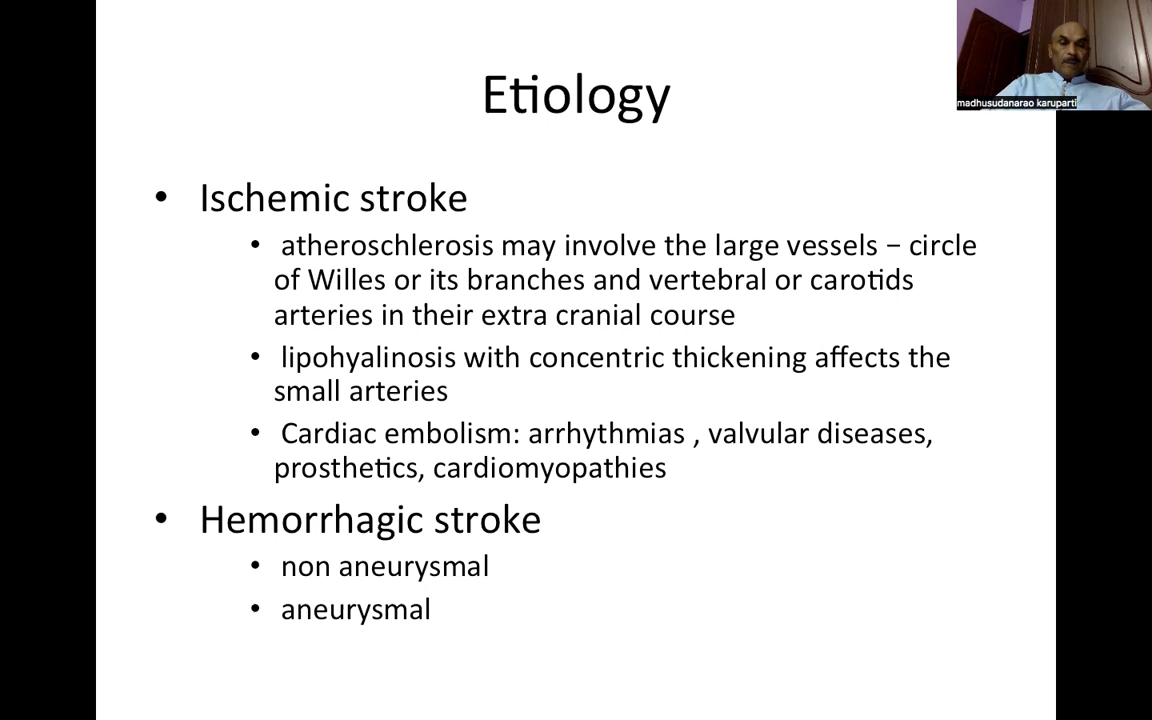 Etiology
madhusudanarao karuparti
• Ischemic stroke
• atheroschlerosis may involve the large vessels – circle
of Willes or its branches and vertebral or carotids
arteries in their extra cranial course
• lipohyalinosis with concentric thickening affects the
small arteries
• Cardiac embolism: arrhythmias , valvular diseases,
prosthetics, cardiomyopathies
• Hemorrhagic stroke
• non aneurysmal
• aneurysmal